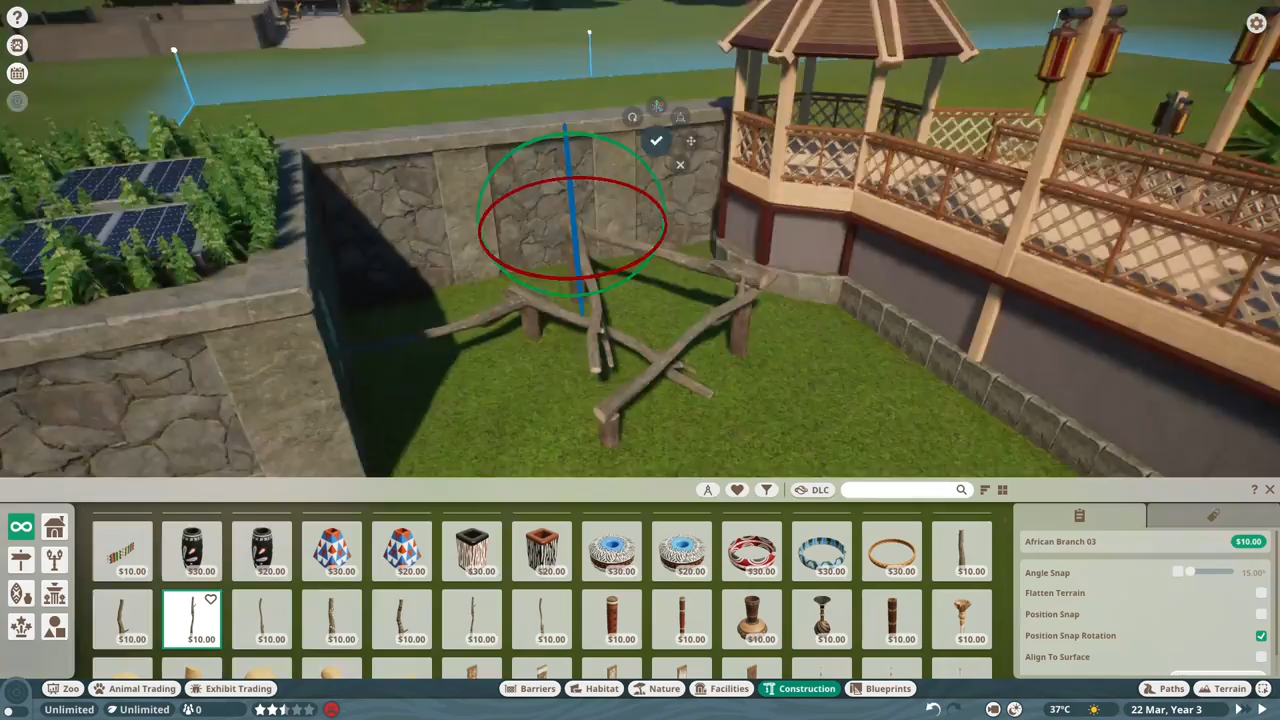 DLC
?
African Branch 03 $10.00
$10.00 $30.00 $20.00 $30.00 $20.00 $30.00 $10.00 $30.00 $20.00 $30.00 $30.00 $30.00 $10.00
Angle Snap 15.00°
Flatten Terrain
Position Snap
$10.00 $10.00 $10.00 $10.00 $10.00 $10.00 $10.00 $10.00 $10.00 $10.00 $10.00 $10.00 $10.00
Position Snap Rotation
Align To Surface
Zoo Animal Trading Exhibit Trading Barriers Habitat Nature Facilities Construction Blueprints Paths Terrain
Unlimited Unlimited 0 37°C 22 Mar, Year 3